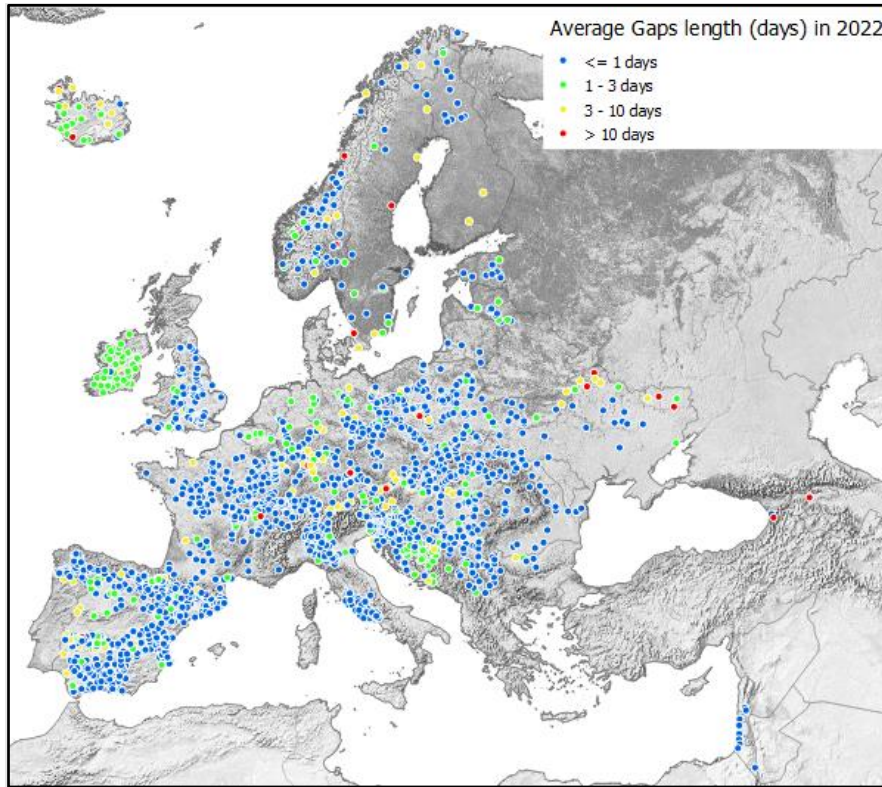 Average Gaps length (days) in 2022
<= 1 days
1 - 3 days
3 - 10 days
> 10 days